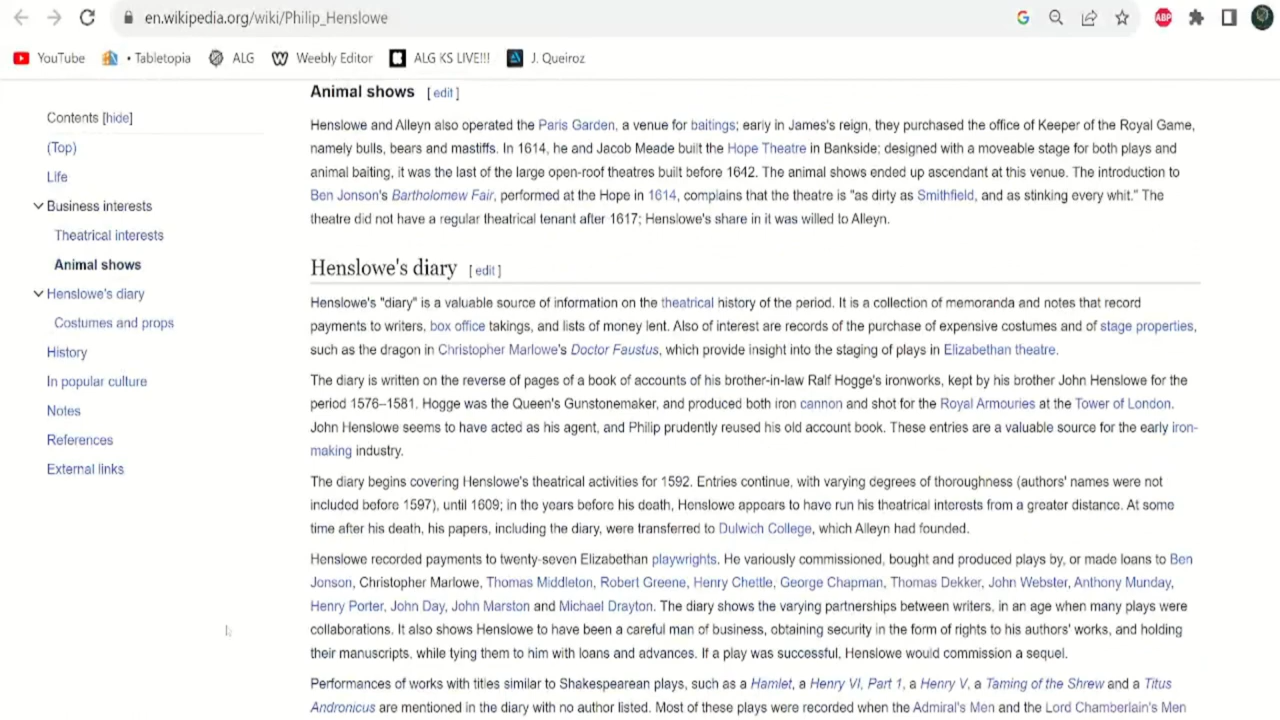 en.wikipedia.org/wiki/Philip_Henslowe
ABP
YouTube
• Tabletopia
ALG
Weebly Editor
ALG KS LIVE!!!
J. Queiroz
Contents [hide]
(Top)
Life
Business interests
Theatrical interests
Animal shows
Henslowe's diary
Costumes and props
History
In popular culture
Notes
References
External links
Animal shows [ edit ]
Henslowe and Alleyn also operated the Paris Garden, a venue for baitings; early in James's reign, they purchased the office of Keeper of the Royal Game,
namely bulls, bears and mastiffs. In 1614, he and Jacob Meade built the Hope Theatre in Bankside; designed with a moveable stage for both plays and
animal baiting, it was the last of the large open-roof theatres built before 1642. The animal shows ended up ascendant at this venue. The introduction to
Ben Jonson's Bartholomew Fair, performed at the Hope in 1614, complains that the theatre is "as dirty as Smithfield, and as stinking every whit." The
theatre did not have a regular theatrical tenant after 1617; Henslowe's share in it was willed to Alleyn.
Henslowe's diary [ edit ]
Henslowe's "diary" is a valuable source of information on the theatrical history of the period. It is a collection of memoranda and notes that record
payments to writers, box office takings, and lists of money lent. Also of interest are records of the purchase of expensive costumes and of stage properties,
such as the dragon in Christopher Marlowe's Doctor Faustus, which provide insight into the staging of plays in Elizabethan theatre.
The diary is written on the reverse of pages of a book of accounts of his brother-in-law Ralf Hogge's ironworks, kept by his brother John Henslowe for the
period 1576–1581. Hogge was the Queen's Gunstonemaker, and produced both iron cannon and shot for the Royal Armouries at the Tower of London.
John Henslowe seems to have acted as his agent, and Philip prudently reused his old account book. These entries are a valuable source for the early iron-
making industry.
The diary begins covering Henslowe's theatrical activities for 1592. Entries continue, with varying degrees of thoroughness (authors' names were not
included before 1597), until 1609; in the years before his death, Henslowe appears to have run his theatrical interests from a greater distance. At some
time after his death, his papers, including the diary, were transferred to Dulwich College, which Alleyn had founded.
Henslowe recorded payments to twenty-seven Elizabethan playwrights. He variously commissioned, bought and produced plays by, or made loans to Ben
Jonson, Christopher Marlowe, Thomas Middleton, Robert Greene, Henry Chettle, George Chapman, Thomas Dekker, John Webster, Anthony Munday,
Henry Porter, John Day, John Marston and Michael Drayton. The diary shows the varying partnerships between writers, in an age when many plays were
collaborations. It also shows Henslowe to have been a careful man of business, obtaining security in the form of rights to his authors' works, and holding
their manuscripts, while tying them to him with loans and advances. If a play was successful, Henslowe would commission a sequel.
Performances of works with titles similar to Shakespearean plays, such as a Hamlet, a Henry VI, Part 1, a Henry V, a Taming of the Shrew and a Titus
Andronicus are mentioned in the diary with no author listed. Most of these plays were recorded when the Admiral's Men and the Lord Chamberlain's Men